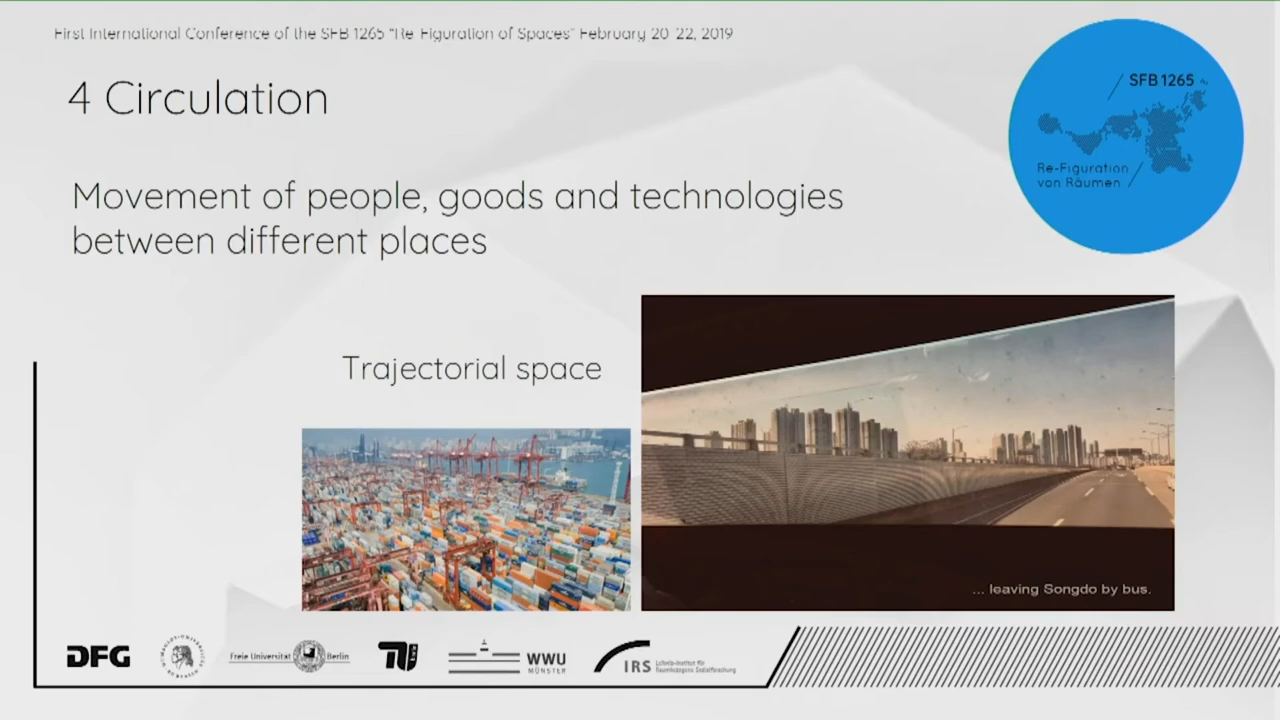 First International Conference of the SFB 1265 "Re-Figuration of Spaces" February 20-22, 2019
4 Circulation
SFB 1265
Re-Figuration
von Räumen
Movement of people, goods and technologies
between different places
Trajectorial space
... leaving Songdo by bus.
DFG
Freie Universität Berlin
WWU
MÜNSTER
IRS
Leibniz-Institut für
Raumbezogene Sozialforschung